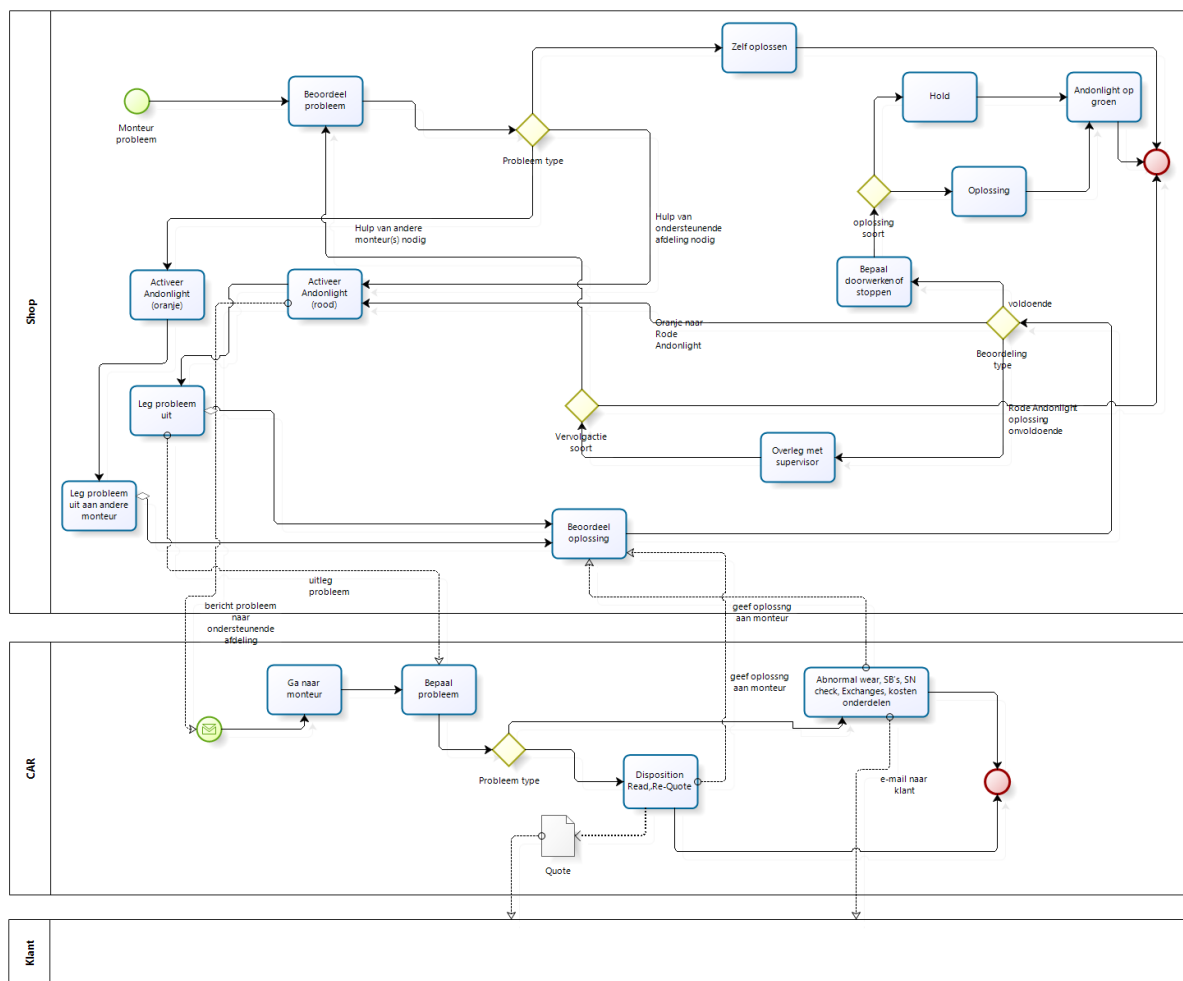 Shop
Zelf oplossen
Beoordeel
probleem
Hold
Andonlight op
groen
Monteur
probleem
Probleem type
Oplossing
Hulp van andere
monteur(s) nodig
Hulp van
ondersteunende
afdeling nodig
oplossing
soort
Activeer
Andonlight
(oranje)
Activeer
Andonlight
(rood)
Bepaal
doorwerken of
stoppen
voldoende
Oranje naar
Rode
Andonlight
Beoordeling
type
Leg probleem
uit
Rode Andonlight
oplossing
onvoldoende
Vervolgactie
soort
Overleg met
supervisor
Leg probleem
uit aan andere
monteur
Beoordeel
oplossing
uitleg
probleem
bericht probleem
naar
ondersteunende
afdeling
geef oplossng
aan monteur
CAR
Ga naar
monteur
Bepaal
probleem
geef oplossng
aan monteur
Abnormal wear, SB's, SN
check, Exchanges, kosten
onderdelen
Probleem type
Disposition
Read,.Re-Quote
e-mail naar
klant
Quote
Klant